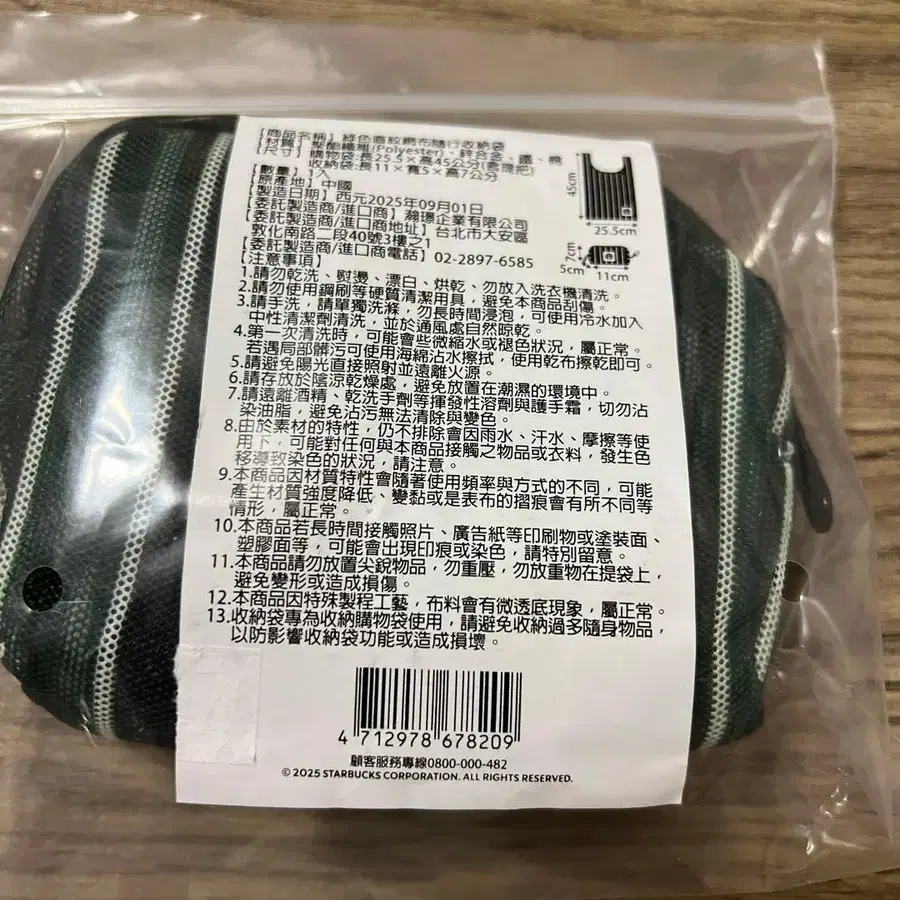 【商品名稱】綠色直紋網布隨行收納袋
【材質】聚酯纖維(Polyester)、鋅合金、鐵、棉
【尺寸】購物袋:長25.5×高45公分(含提把)
收納袋:長11×寬5×高7公分
【數量】1入
【原產地】中國
【製造日期】西元2025年09月01日
【委託製造商/進口商】瀚璟企業有限公司
【委託製造商/進口商地址】台北市大安區
敦化南路二段40號3樓之1
【委託製造商/進口商電話】02-2897-6585
45cm
25.5cm
7cm
5cm
11cm
【注意事項】
1.請勿乾洗、熨燙、漂白、烘乾、勿放入洗衣機清洗。
2.請勿使用鋼刷等硬質清潔用具，避免本商品刮傷。
3.請手洗，請單獨洗滌，勿長時間浸泡，可使用冷水加入
中性清潔劑清洗，並於通風處自然晾乾。
4.第一次清洗時，可能會些微縮水或褪色狀況，屬正常。
若遇局部髒污可使用海綿沾水擦拭，使用乾布擦乾即可。
5.請避免陽光直接照射並遠離火源。
6.請存放於陰涼乾燥處，避免放置在潮濕的環境中。
7.請遠離酒精、乾洗手劑等揮發性溶劑與護手霜，切勿沾
染油脂，避免沾污無法清除與變色。
8.由於素材的特性，仍不排除會因雨水、汗水、摩擦等使
用下，可能對任何與本商品接觸之物品或衣料，發生色
移導致染色的狀況，請注意。
9.本商品因材質特性會隨著使用頻率與方式的不同，可能
產生材質強度降低、變黏或是表布的摺痕會有所不同等
情形，屬正常。
10.本商品若長時間接觸照片、廣告紙等印刷物或塗裝面、
塑膠面等，可能會出現印痕或染色，請特別留意。
11.本商品請勿放置尖銳物品，勿重壓，勿放重物在提袋上，
避免變形或造成損傷。
12.本商品因特殊製程工藝，布料會有微透底現象，屬正常。
13.收納袋專為收納購物袋使用，請避免收納過多隨身物品，
以防影響收納袋功能或造成損壞。
4 712978 678209
顧客服務專線0800-000-482
© 2025 STARBUCKS CORPORATION. ALL RIGHTS RESERVED.